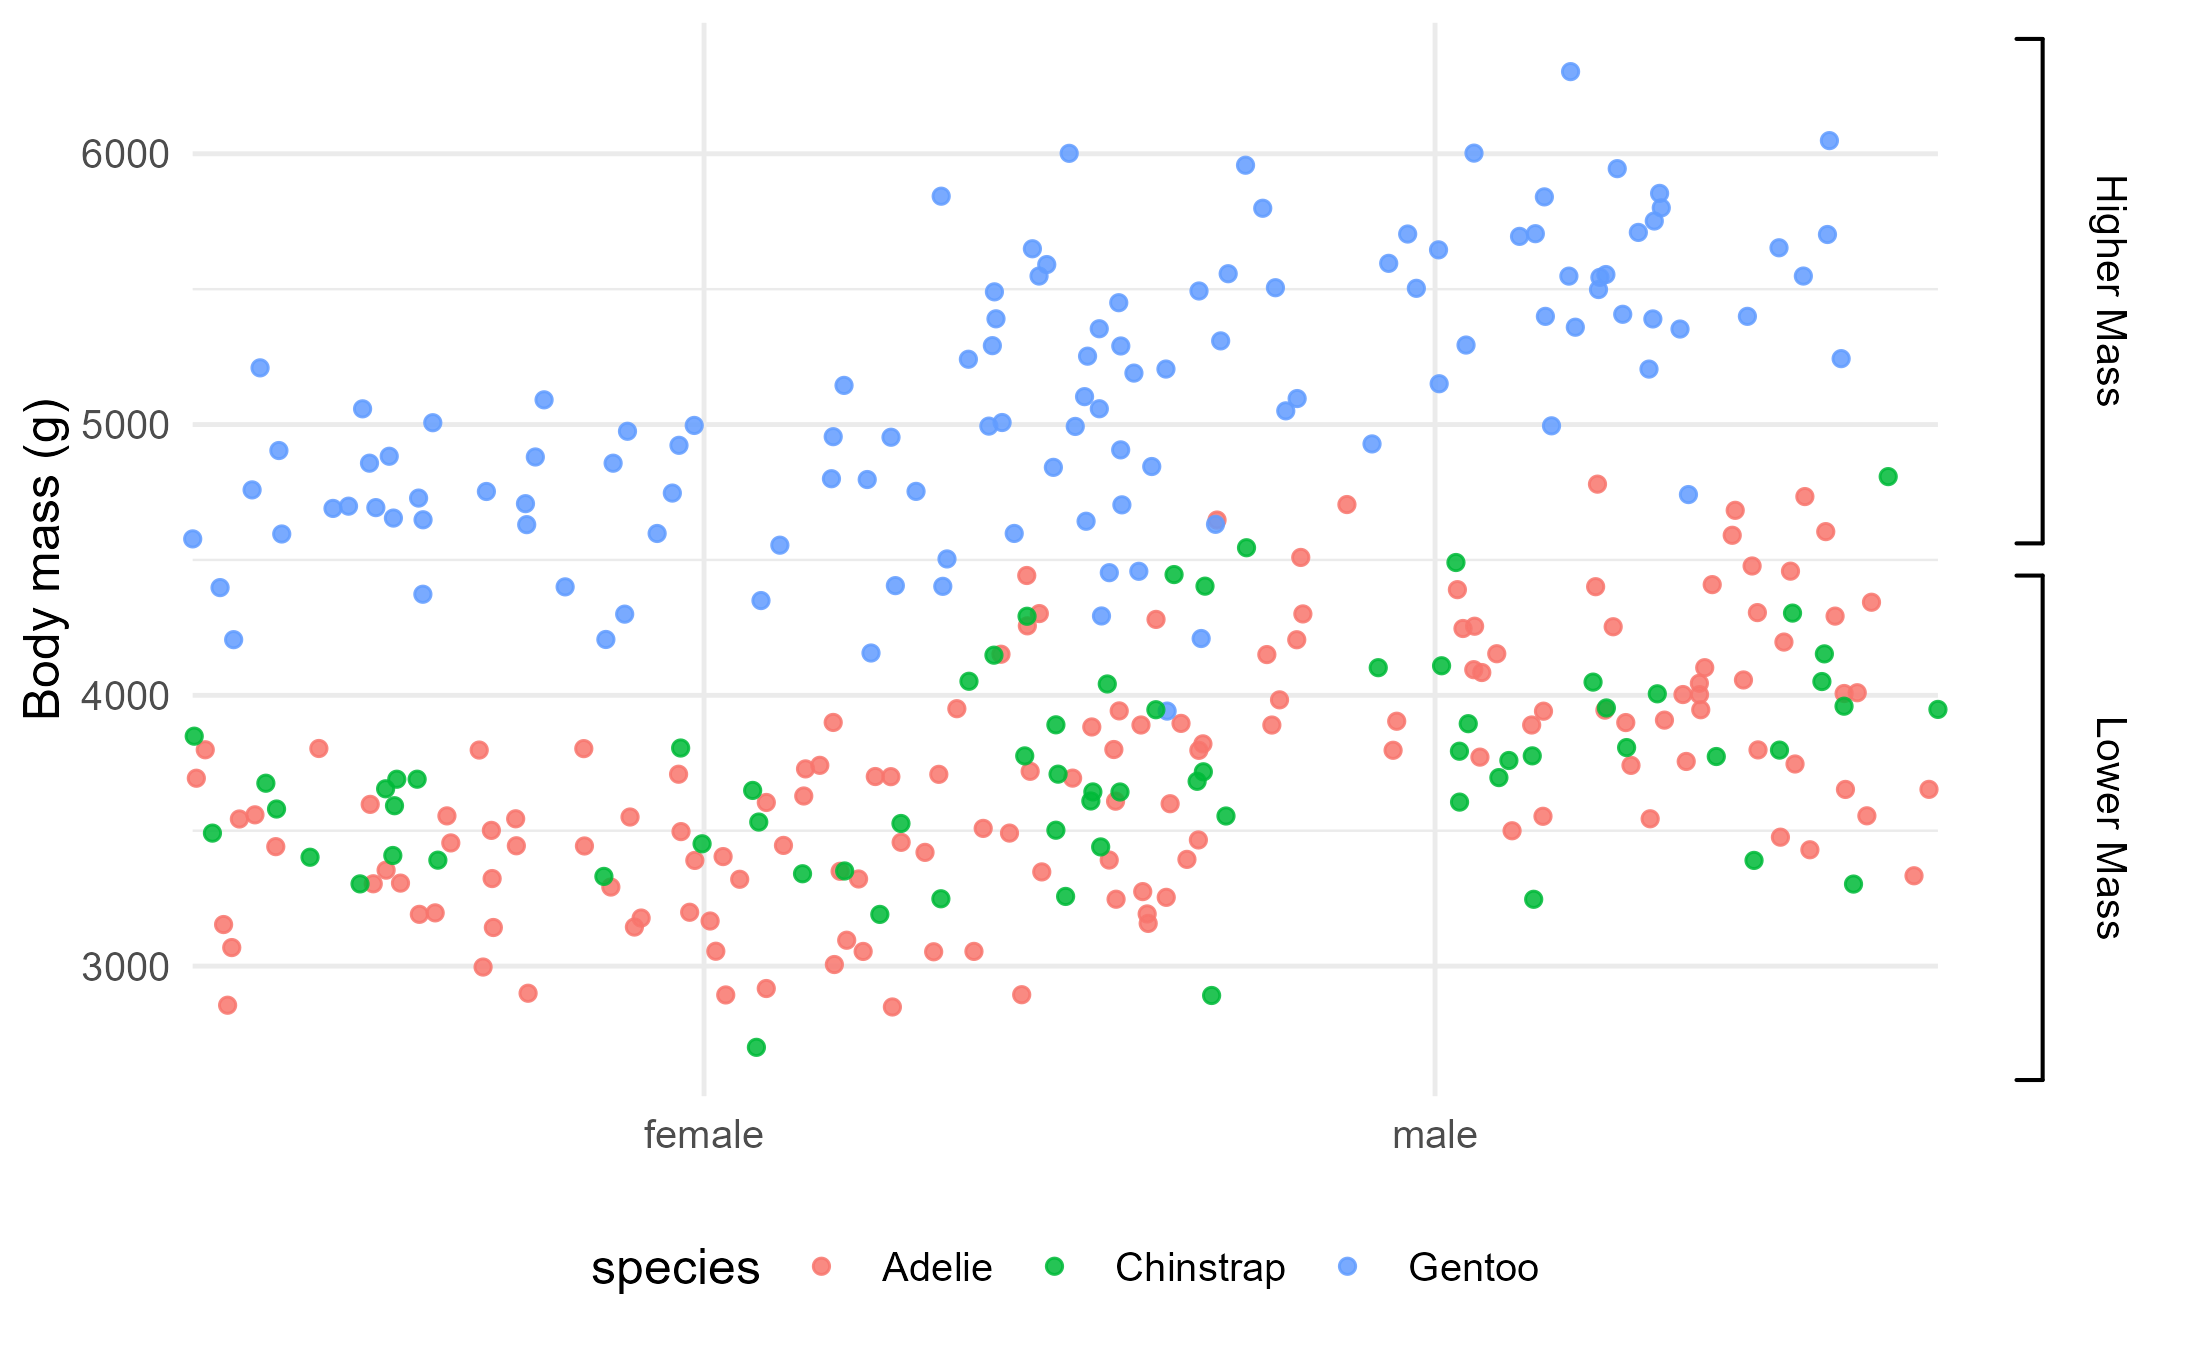 Body mass (g)
6000
5000
4000
3000
female
male
Higher Mass
Lower Mass
species Adelie Chinstrap Gentoo